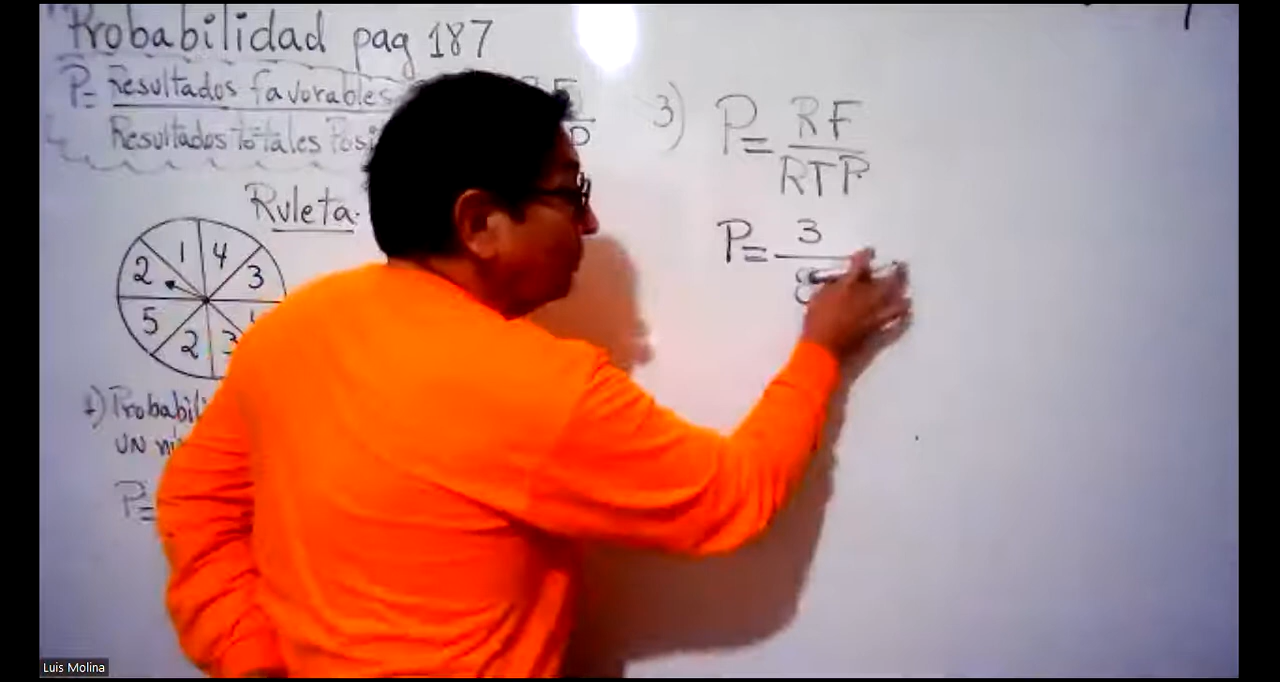 Probabilidad pag 187
P= Resultados favorables
Resultados totales Posi
Ruleta
1 4
2 3
5
2 3
1) Probabil
UN
P=
3) P= RF
RTP
P= 3
8
Luis Molina